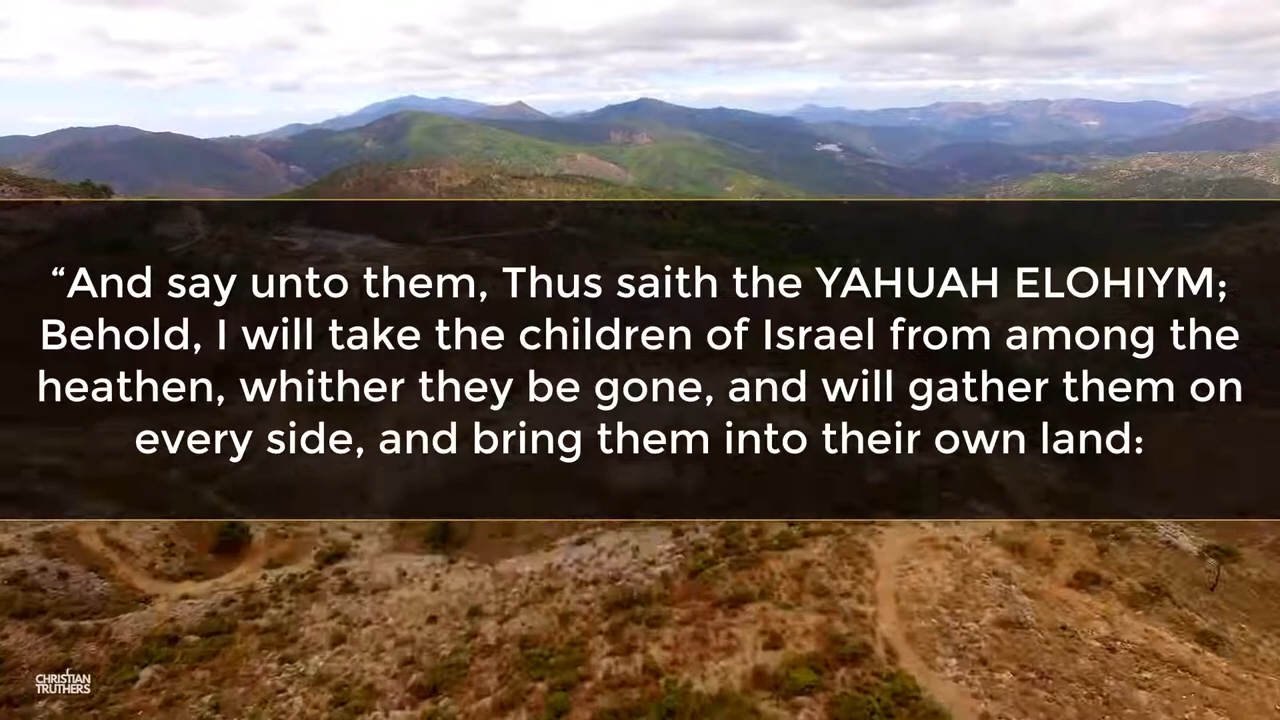 “And say unto them, Thus saith the YAHUAH ELOHIYM;
Behold, I will take the children of Israel from among the
heathen, whither they be gone, and will gather them on
every side, and bring them into their own land:
CHRISTIAN
TRUTHERS